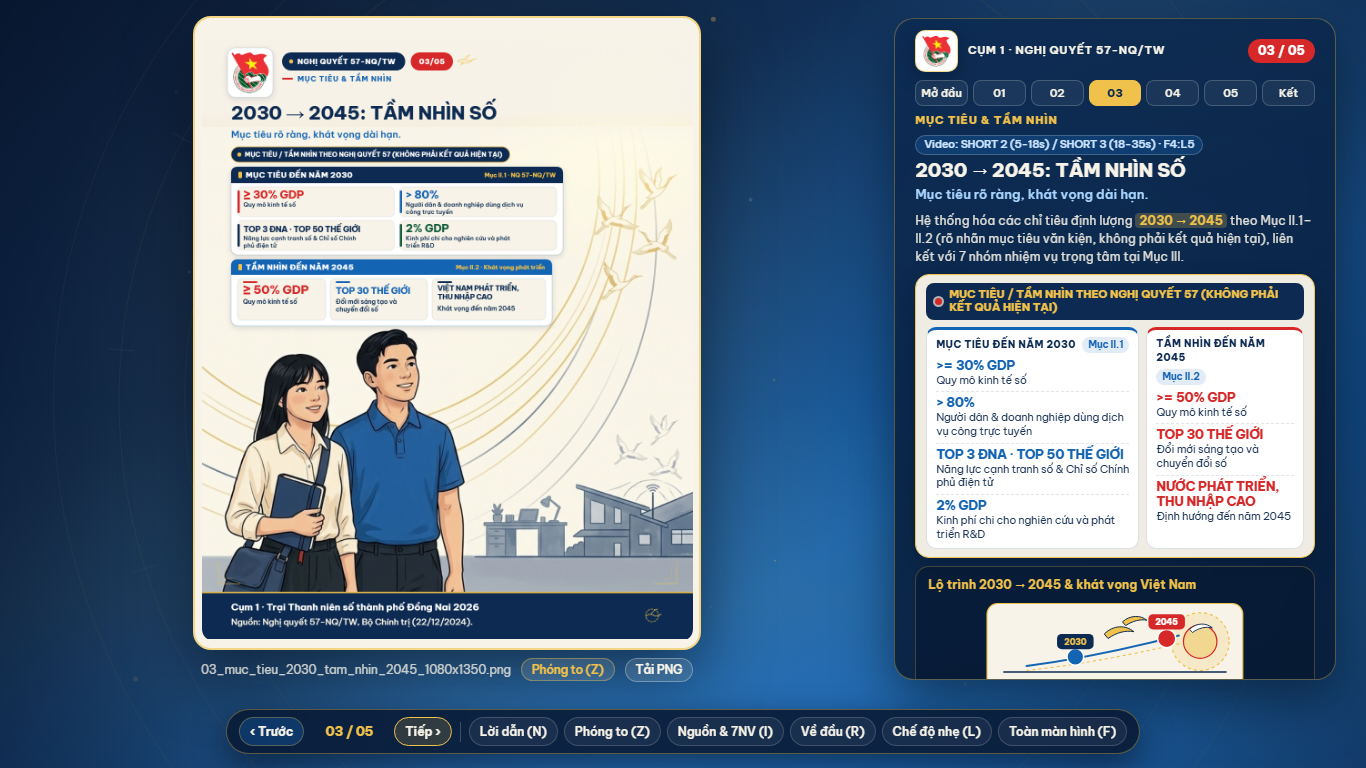 NGHỊ QUYẾT 57-NQ/TW
03/05
MỤC TIÊU & TẦM NHÌN
2030 → 2045: TẦM NHÌN SỐ
Mục tiêu rõ ràng, khát vọng dài hạn.
MỤC TIÊU / TẦM NHÌN THEO NGHỊ QUYẾT 57 (KHÔNG PHẢI KẾT QUẢ HIỆN TẠI)
MỤC TIÊU ĐẾN NĂM 2030
Mục II.1 · NQ 57-NQ/TW
≥ 30% GDP
Quy mô kinh tế số
> 80%
Người dân & doanh nghiệp dùng dịch vụ
công trực tuyến
TOP 3 ĐNA · TOP 50 THẾ GIỚI
Năng lực cạnh tranh số & Chỉ số Chính
phủ điện tử
2% GDP
Kinh phí chi cho nghiên cứu và phát
triển R&D
TẦM NHÌN ĐẾN NĂM 2045
Mục II.2 · Khát vọng phát triển
≥ 50% GDP
Quy mô kinh tế số
TOP 30 THẾ GIỚI
Đổi mới sáng tạo và
chuyển đổi số
VIỆT NAM PHÁT TRIỂN,
THU NHẬP CAO
Khát vọng đến năm 2045
Cụm 1 · Trại Thanh niên số thành phố Đồng Nai 2026
Nguồn: Nghị quyết 57-NQ/TW, Bộ Chính trị (22/12/2024).
03_muc_tieu_2030_tam_nhin_2045_1080x1350.png
Phóng to (Z)
Tải PNG
CỤM 1 · NGHỊ QUYẾT 57-NQ/TW
03 / 05
Mở đầu
01
02
03
04
05
Kết
MỤC TIÊU & TẦM NHÌN
Video: SHORT 2 (5-18s) / SHORT 3 (18-35s) · F4:L5
2030 → 2045: TẦM NHÌN SỐ
Mục tiêu rõ ràng, khát vọng dài hạn.
Hệ thống hóa các chỉ tiêu định lượng 2030 → 2045 theo Mục II.1–
II.2 (rõ nhãn mục tiêu văn kiện, không phải kết quả hiện tại), liên
kết với 7 nhóm nhiệm vụ trọng tâm tại Mục III.
MỤC TIÊU / TẦM NHÌN THEO NGHỊ QUYẾT 57 (KHÔNG PHẢI
KẾT QUẢ HIỆN TẠI)
MỤC TIÊU ĐẾN NĂM 2030
Mục II.1
>= 30% GDP
Quy mô kinh tế số
> 80%
Người dân & doanh nghiệp dùng dịch
vụ công trực tuyến
TOP 3 ĐNA · TOP 50 THẾ GIỚI
Năng lực cạnh tranh số & Chỉ số Chính
phủ điện tử
2% GDP
Kinh phí chi cho nghiên cứu và phát
triển R&D
TẦM NHÌN ĐẾN NĂM
2045
Mục II.2
>= 50% GDP
Quy mô kinh tế số
TOP 30 THẾ GIỚI
Đổi mới sáng tạo và
chuyển đổi số
NƯỚC PHÁT TRIỂN,
THU NHẬP CAO
Định hướng đến năm 2045
Lộ trình 2030 → 2045 & khát vọng Việt Nam
2030
2045
‹ Trước
03 / 05
Tiếp ›
Lời dẫn (N)
Phóng to (Z)
Nguồn & 7NV (I)
Về đầu (R)
Chế độ nhẹ (L)
Toàn màn hình (F)